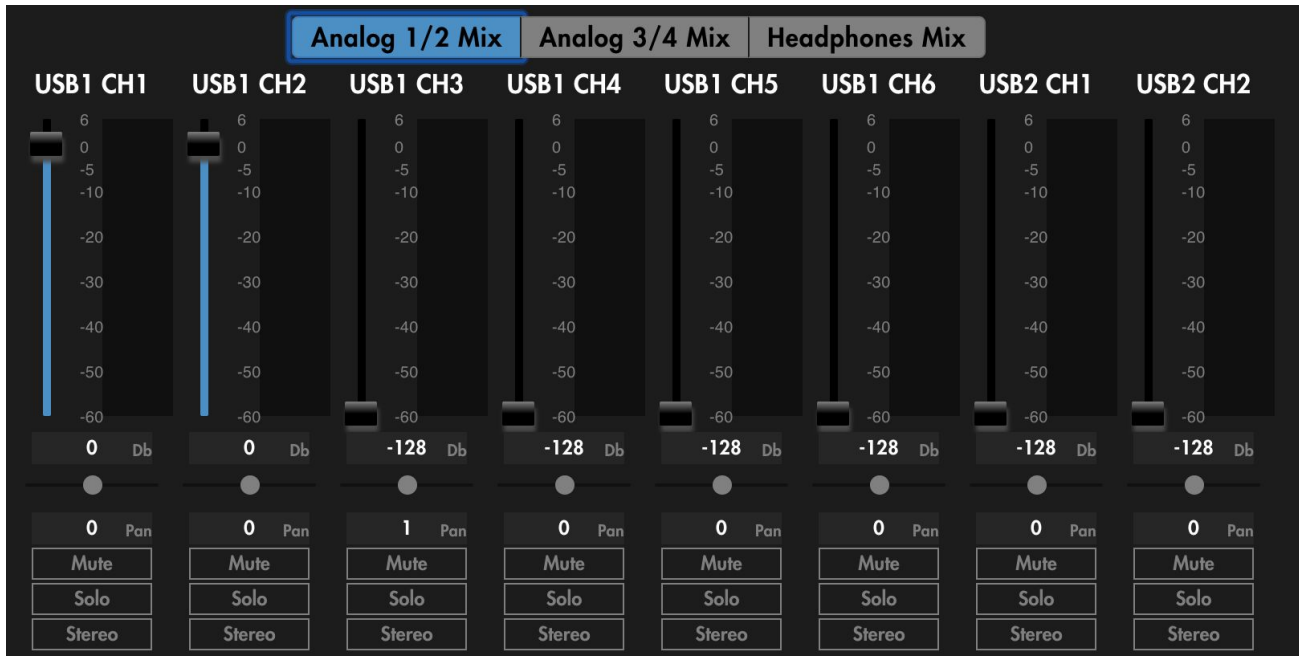 Analog 1/2 Mix Analog 3/4 Mix Headphones Mix
USB1 CH1 USB1 CH2 USB1 CH3 USB1 CH4 USB1 CH5 USB1 CH6 USB2 CH1 USB2 CH2
6 6 6 6 6 6 6 6
0 0 0 0 0 0 0 0
-5 -5 -5 -5 -5 -5 -5 -5
-10 -10 -10 -10 -10 -10 -10 -10
-20 -20 -20 -20 -20 -20 -20 -20
-30 -30 -30 -30 -30 -30 -30 -30
-40 -40 -40 -40 -40 -40 -40 -40
-50 -50 -50 -50 -50 -50 -50 -50
-60 -60 -60 -60 -60 -60 -60 -60
0 Db 0 Db -128 Db -128 Db -128 Db -128 Db -128 Db -128 Db
0 Pan 0 Pan 1 Pan 0 Pan 0 Pan 0 Pan 0 Pan 0 Pan
Mute Mute Mute Mute Mute Mute Mute Mute
Solo Solo Solo Solo Solo Solo Solo Solo
Stereo Stereo Stereo Stereo Stereo Stereo Stereo Stereo